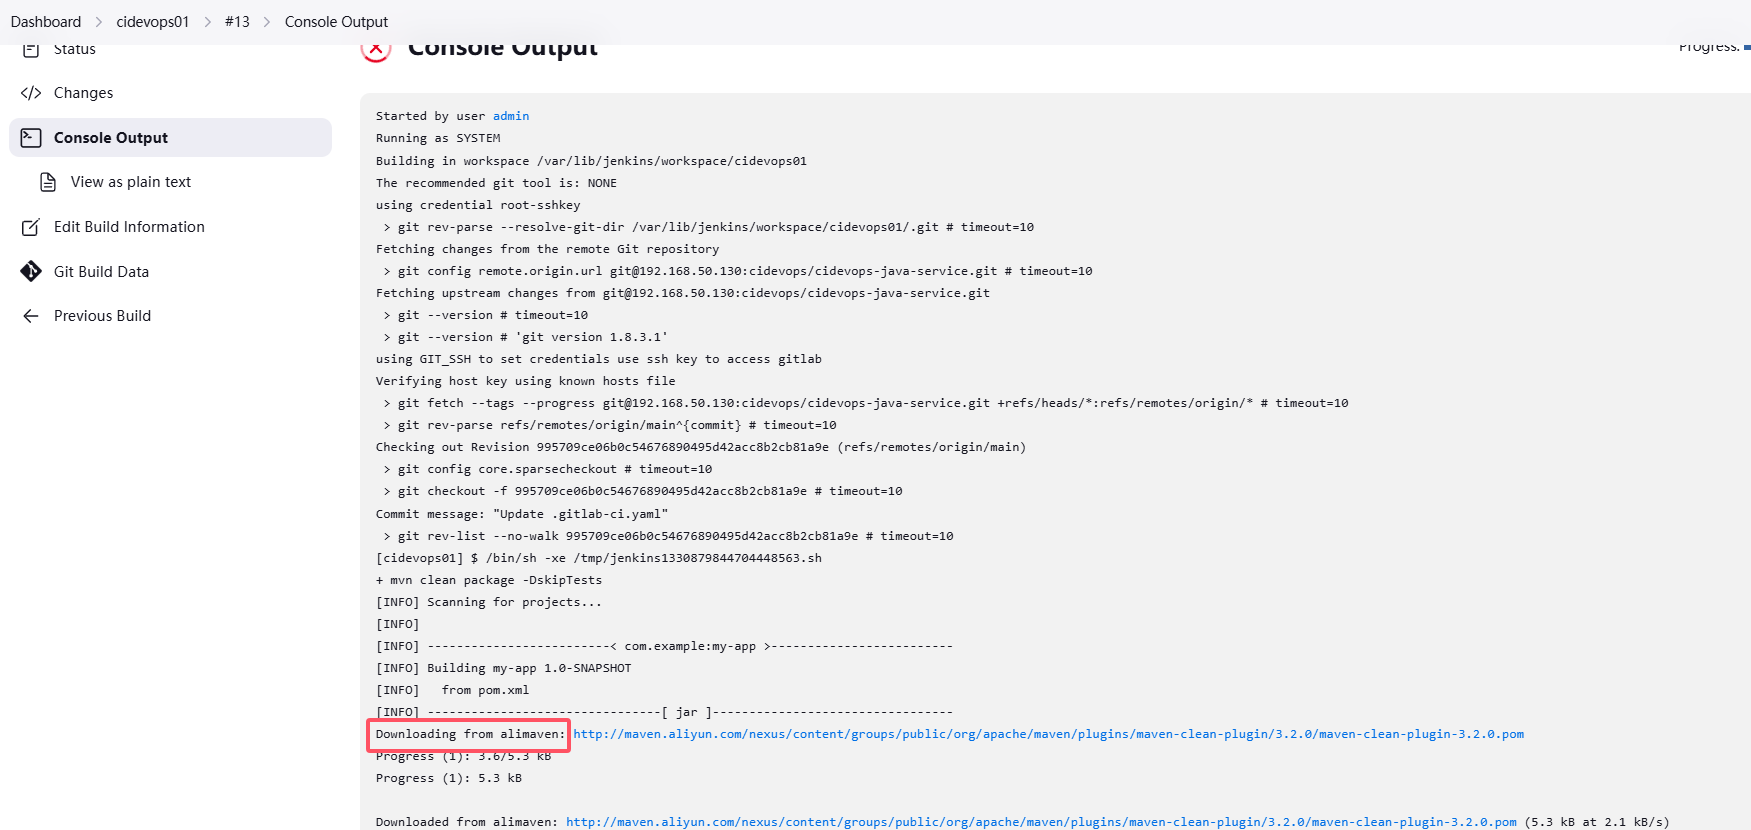 Dashboard > cidevops01 > #13 > Console Output
Status
Changes
Console Output
View as plain text
Edit Build Information
Git Build Data
Previous Build
Console Output
Progress:
Started by user admin
Running as SYSTEM
Building in workspace /var/lib/jenkins/workspace/cidevops01
The recommended git tool is: NONE
using credential root-sshkey
> git rev-parse --resolve-git-dir /var/lib/jenkins/workspace/cidevops01/.git # timeout=10
Fetching changes from the remote Git repository
> git config remote.origin.url git@192.168.50.130:cidevops/cidevops-java-service.git # timeout=10
Fetching upstream changes from git@192.168.50.130:cidevops/cidevops-java-service.git
> git --version # timeout=10
> git --version # 'git version 1.8.3.1'
using GIT_SSH to set credentials use ssh key to access gitlab
Verifying host key using known hosts file
> git fetch --tags --progress git@192.168.50.130:cidevops/cidevops-java-service.git +refs/heads/*:refs/remotes/origin/* # timeout=10
> git rev-parse refs/remotes/origin/main^{commit} # timeout=10
Checking out Revision 995709ce06b0c54676890495d42acc8b2cb81a9e (refs/remotes/origin/main)
> git config core.sparsecheckout # timeout=10
> git checkout -f 995709ce06b0c54676890495d42acc8b2cb81a9e # timeout=10
Commit message: "Update .gitlab-ci.yaml"
> git rev-list --no-walk 995709ce06b0c54676890495d42acc8b2cb81a9e # timeout=10
[cidevops01] $ /bin/sh -xe /tmp/jenkins1330879844704448563.sh
+ mvn clean package -DskipTests
[INFO] Scanning for projects...
[INFO]
[INFO] -------------------------< com.example:my-app >-------------------------
[INFO] Building my-app 1.0-SNAPSHOT
[INFO]   from pom.xml
[INFO] --------------------------------[ jar ]---------------------------------
Downloading from alimaven: http://maven.aliyun.com/nexus/content/groups/public/org/apache/maven/plugins/maven-clean-plugin/3.2.0/maven-clean-plugin-3.2.0.pom
Progress (1): 3.6/5.3 kB
Progress (1): 5.3 kB
Downloaded from alimaven: http://maven.aliyun.com/nexus/content/groups/public/org/apache/maven/plugins/maven-clean-plugin/3.2.0/maven-clean-plugin-3.2.0.pom (5.3 kB at 2.1 kB/s)